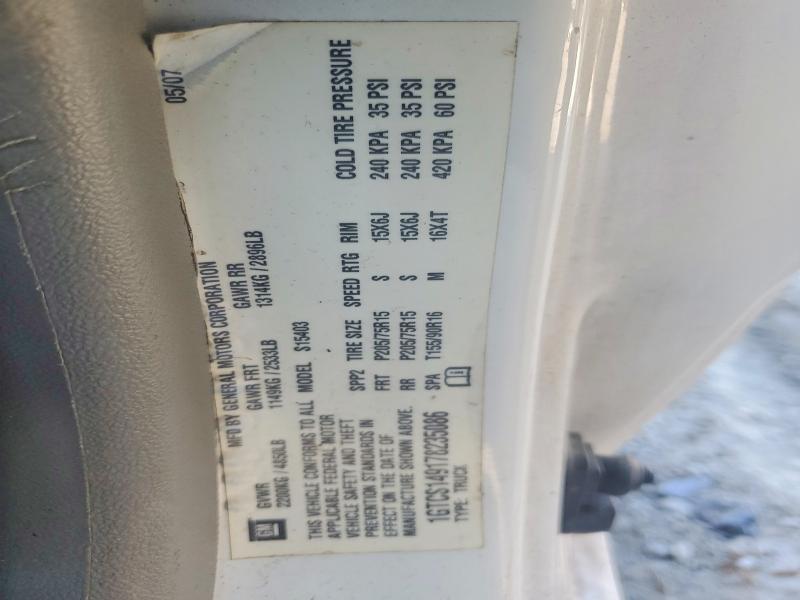 MFD BY GENERAL MOTORS CORPORATION 05/07
GM
GVWR GAWR FRT GAWR RR
2200KG / 4850LB 1149KG / 2533LB 1314KG / 2896LB
THIS VEHICLE CONFORMS TO ALL
APPLICABLE FEDERAL MOTOR
VEHICLE SAFETY AND THEFT
PREVENTION STANDARDS IN
EFFECT ON THE DATE OF
MANUFACTURE SHOWN ABOVE.
1GTCS149178235086
TYPE: TRUCK
MODEL S15403
SPP2 TIRE SIZE SPEED RTG RIM COLD TIRE PRESSURE
FRT P205/75R15 S 15X6J 240 KPA 35 PSI
RR P205/75R15 S 15X6J 240 KPA 35 PSI
SPA T155/90R16 M 16X4T 420 KPA 60 PSI